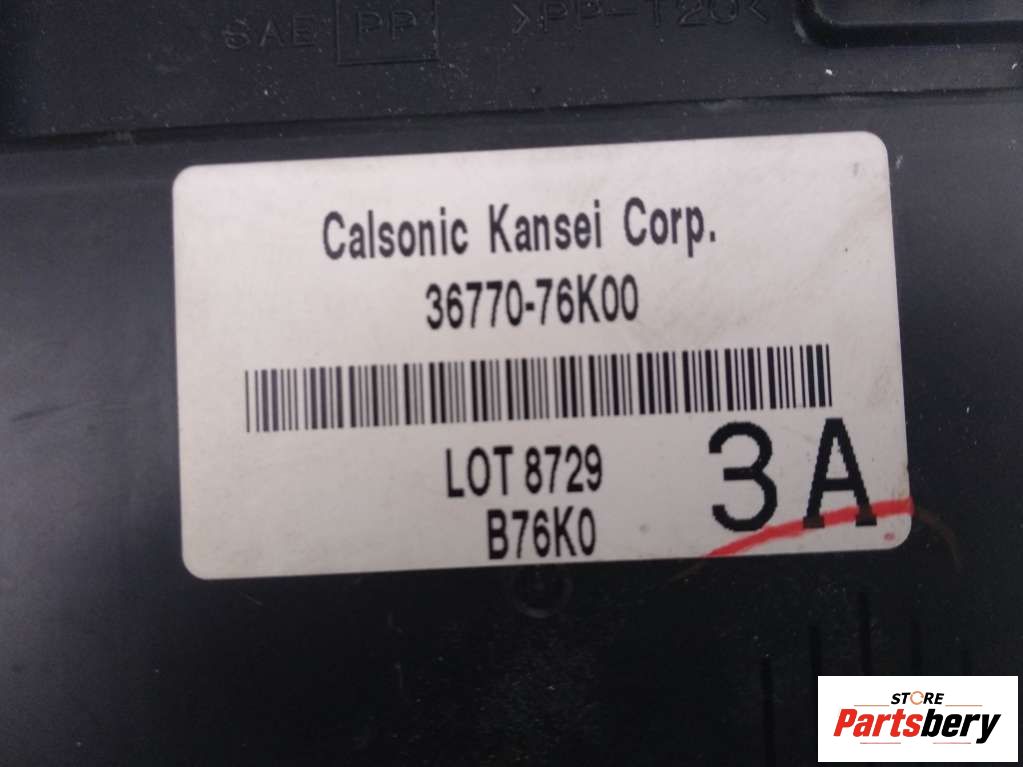 SAE PP
>PP-T20<
Calsonic Kansei Corp.
36770-76K00
LOT 8729
3A
B76K0
STORE
Partsbery